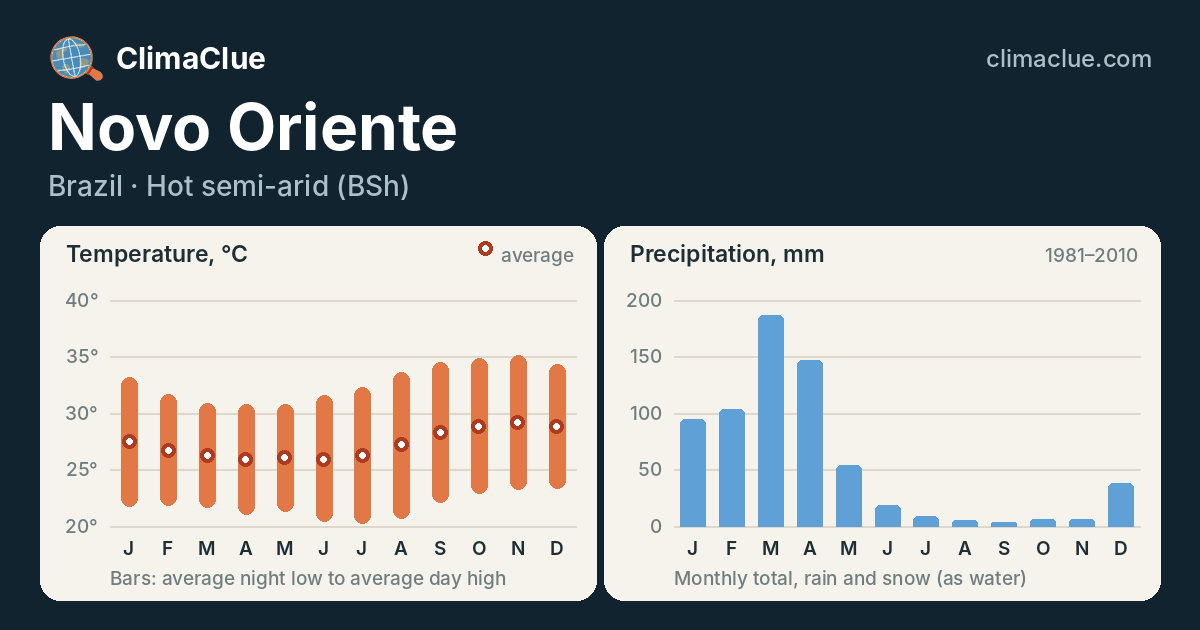 ClimaClue
climaclue.com
Novo Oriente
Brazil · Hot semi-arid (BSh)
Temperature, °C
average
40°
35°
30°
25°
20°
J F M A M J J A S O N D
Bars: average night low to average day high
Precipitation, mm
1981–2010
200
150
100
50
0
J F M A M J J A S O N D
Monthly total, rain and snow (as water)